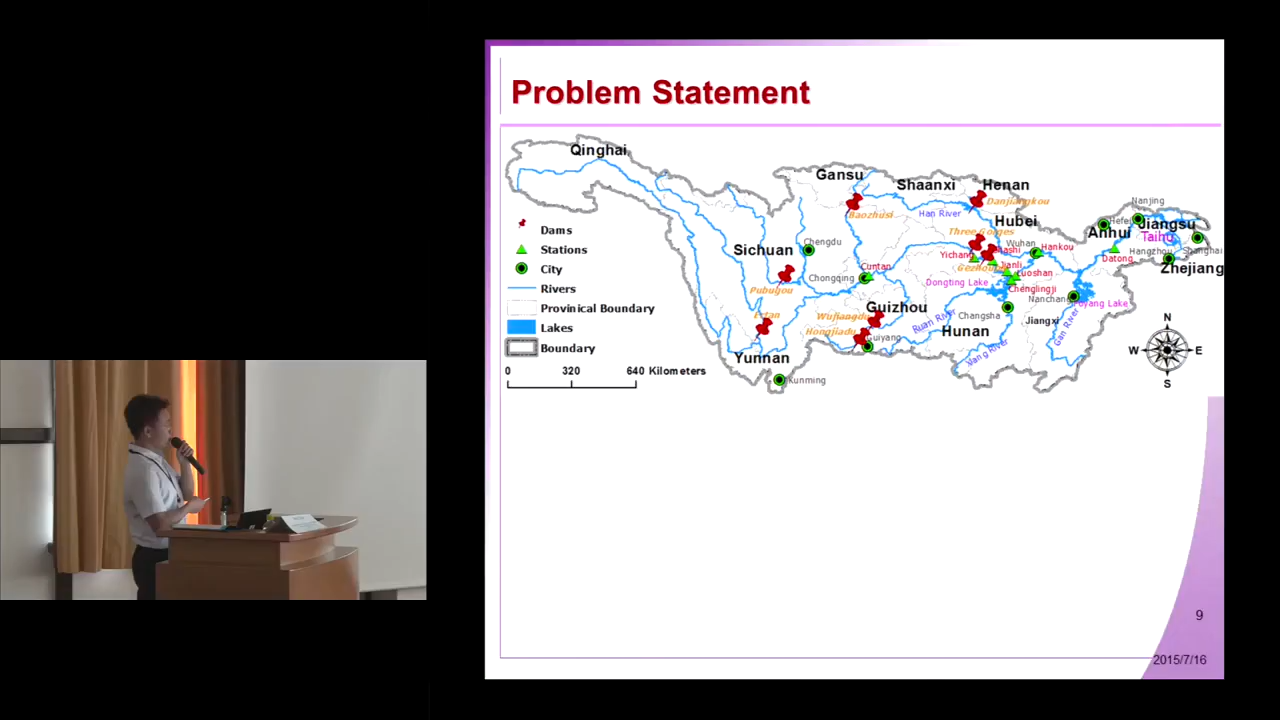 Problem Statement
Qinghai
Gansu
Shaanxi
Henan
Baozhusi
Danjiangkou
Han River
Hubei
Nanjing
Hefei
Jiangsu
Anhui
Taihu
Dams
Three Gorges
Wuhan
Hankou
Stations
Sichuan
Chengdu
Yichang
Shashi
Jianli
Hangzhou
Shanghai
Datong
City
Chongqing
Cuntan
Gezhouba
Luoshan
Zhejiang
Rivers
Pubugou
Dongting Lake
Chenglingji
Nanchang
Poyang Lake
Provinical Boundary
Guizhou
Ertan
Wujiangdu
Changsha
Jiangxi
N
Lakes
Hongjiadu
Guiyang
Ruan River
Hunan
Gan River
Boundary
Yunnan
Xiang River
W
E
0
320
640 Kilometers
Kunming
S
9
2015/7/16